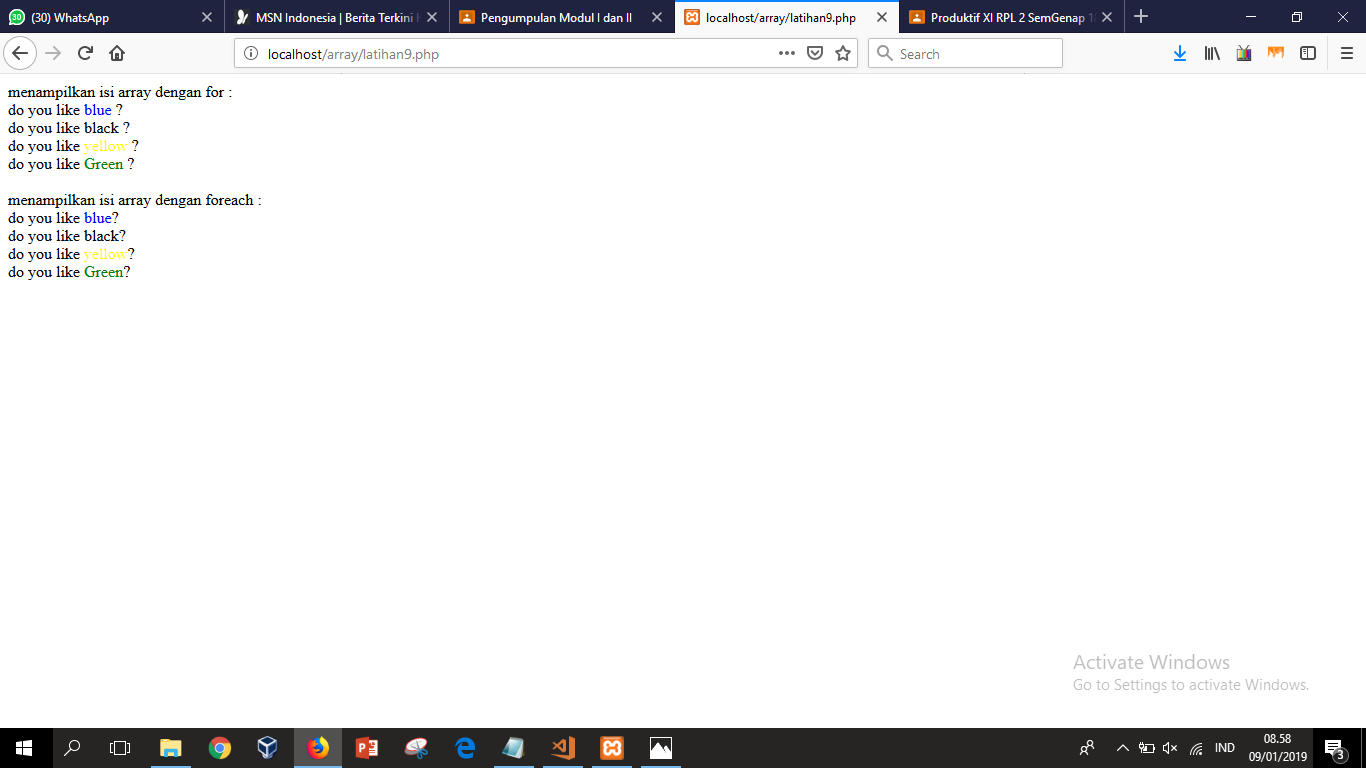 (30) WhatsApp
MSN Indonesia | Berita Terkini
Pengumpulan Modul I dan II
localhost/array/latihan9.php
Produktif XI RPL 2 SemGenap
localhost/array/latihan9.php
Search
menampilkan isi array dengan for :
do you like blue ?
do you like black ?
do you like yellow ?
do you like Green ?
menampilkan isi array dengan foreach :
do you like blue?
do you like black?
do you like yellow?
do you like Green?
Activate Windows
Go to Settings to activate Windows.
IND
08.58
09/01/2019
3